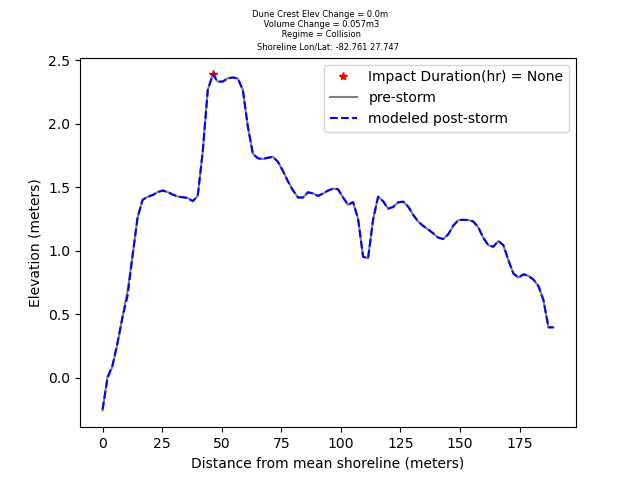 Dune Crest Elev Change = 0.0m
Volume Change = 0.057m3
Regime = Collision
Shoreline Lon/Lat: -82.761 27.747
Impact Duration(hr) = None
pre-storm
modeled post-storm
Elevation (meters)
2.5
2.0
1.5
1.0
0.5
0.0
0 25 50 75 100 125 150 175
Distance from mean shoreline (meters)